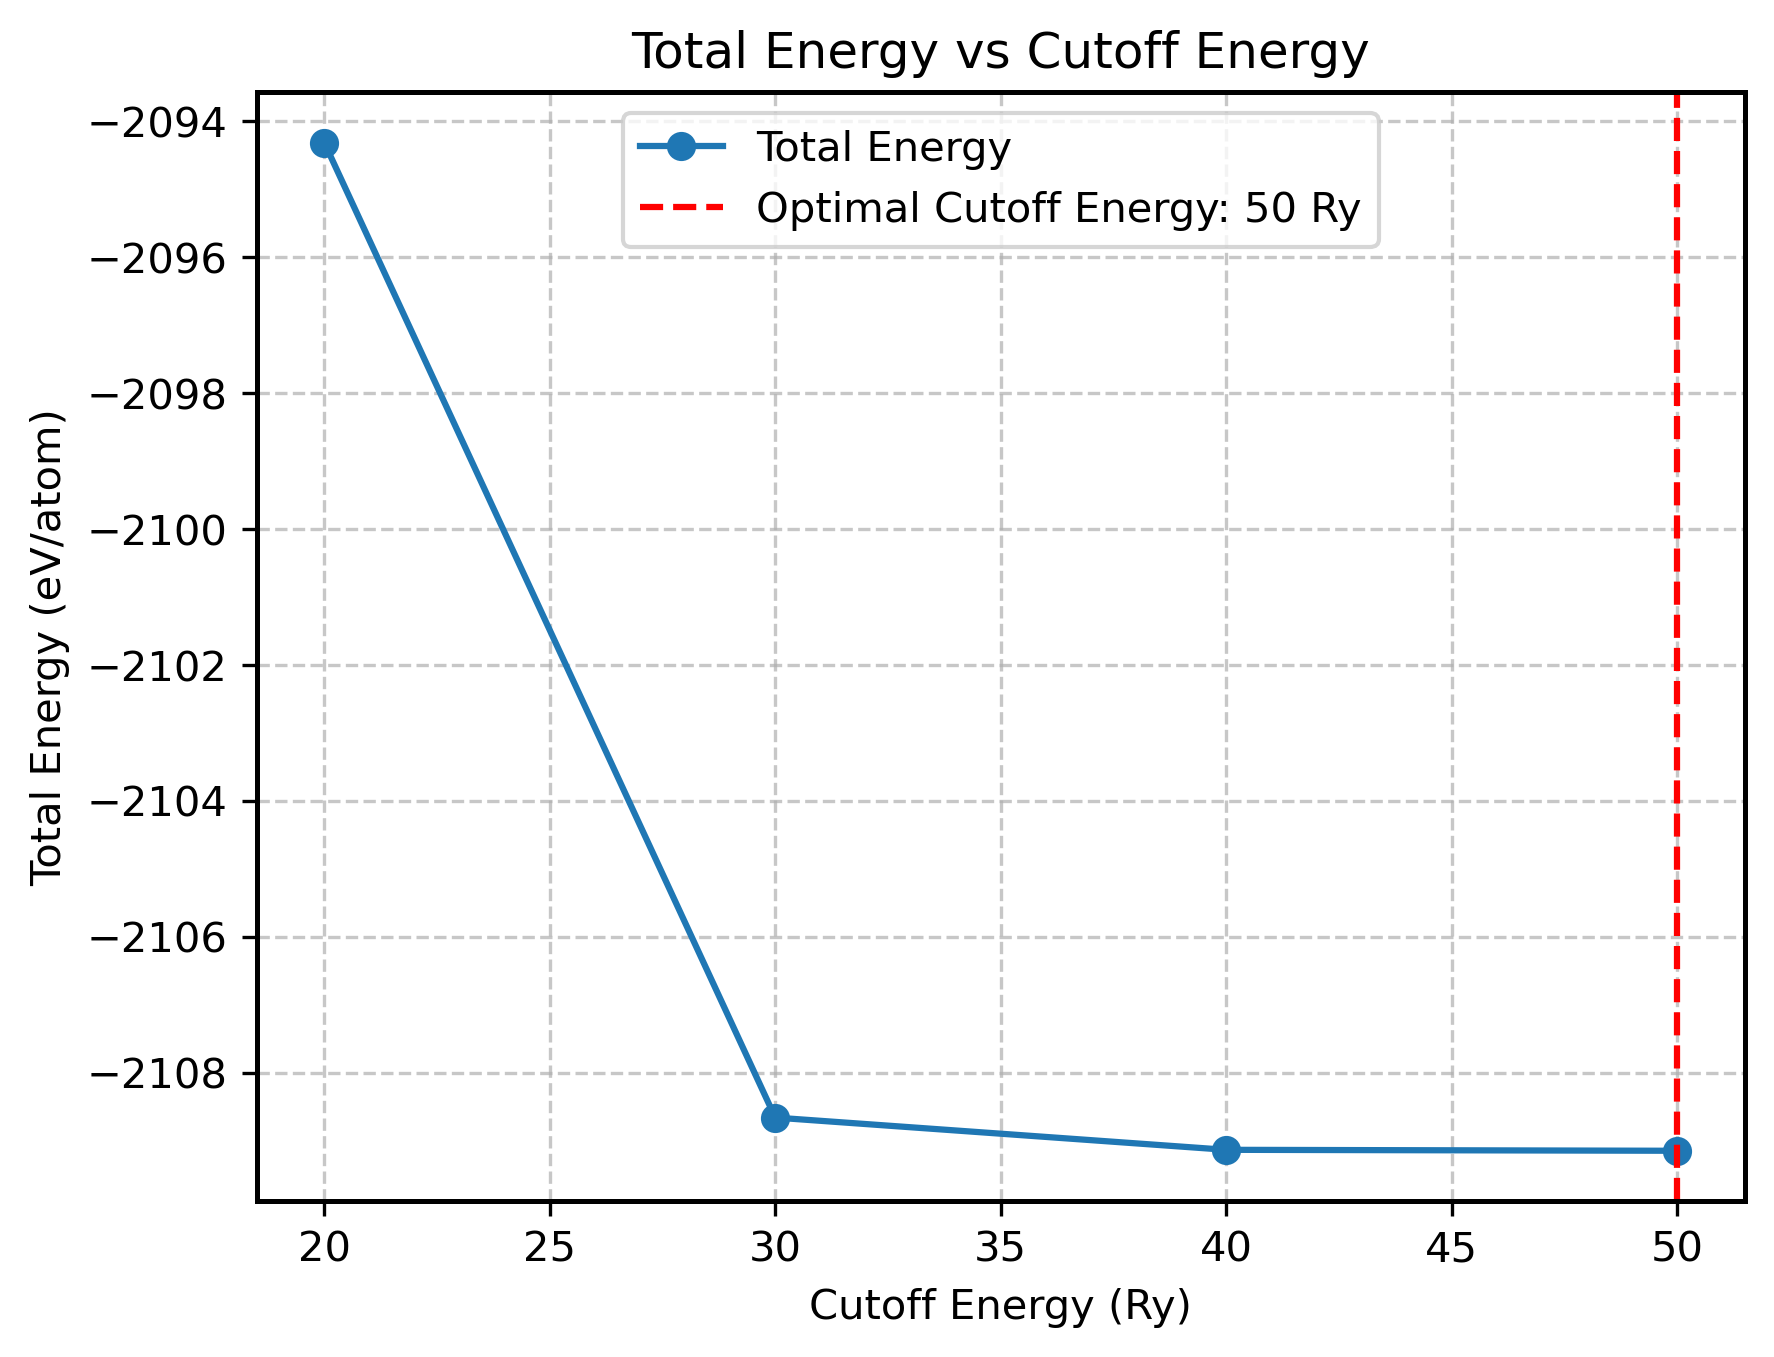 Total Energy vs Cutoff Energy
Total Energy
Optimal Cutoff Energy: 50 Ry
Total Energy (eV/atom)
−2094
−2096
−2098
−2100
−2102
−2104
−2106
−2108
20 25 30 35 40 45 50
Cutoff Energy (Ry)